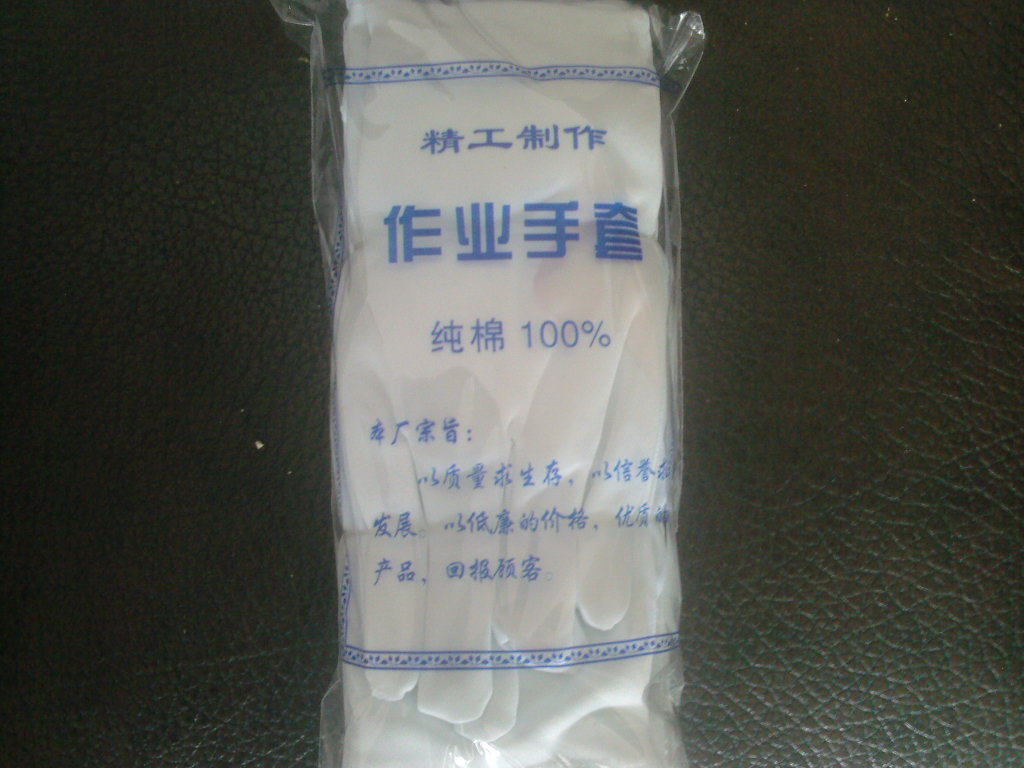 精工制作
作业手套
纯棉 100%
本厂宗旨：
以质量求生存，以信誉求
发展。以低廉的价格，优质的
产品，回报顾客。